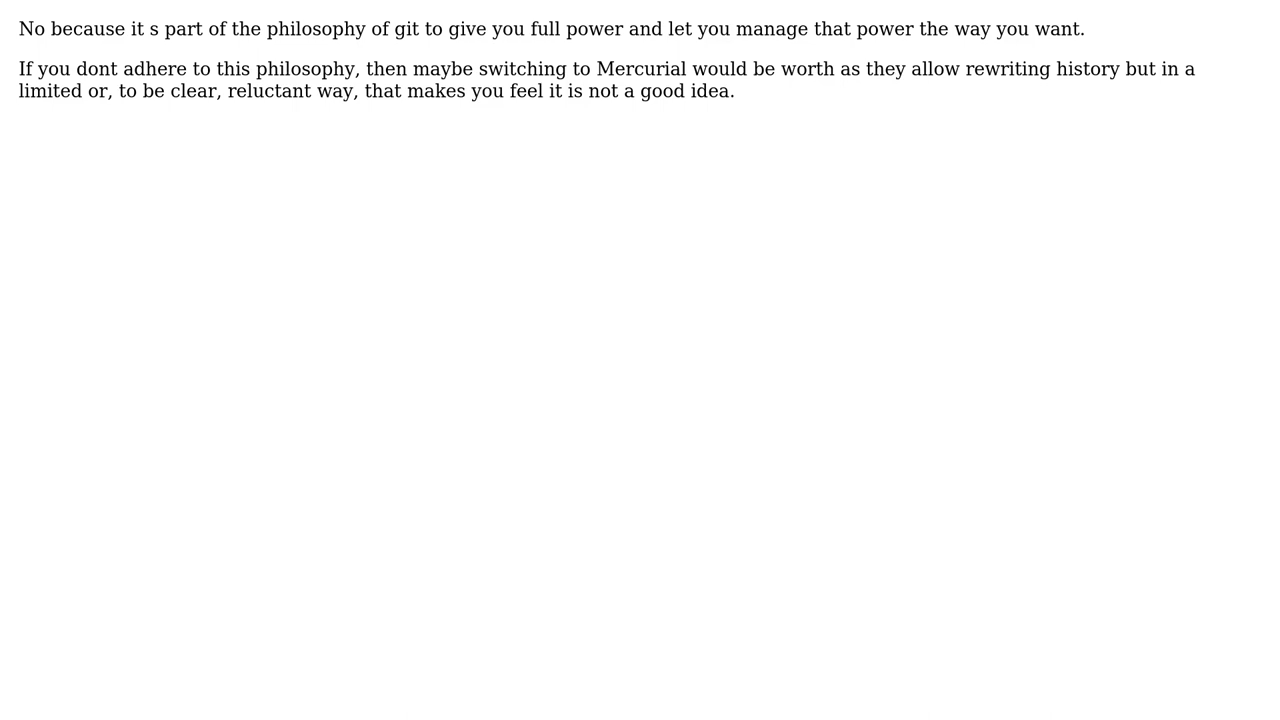 No because it s part of the philosophy of git to give you full power and let you manage that power the way you want.
If you dont adhere to this philosophy, then maybe switching to Mercurial would be worth as they allow rewriting history but in a
limited or, to be clear, reluctant way, that makes you feel it is not a good idea.